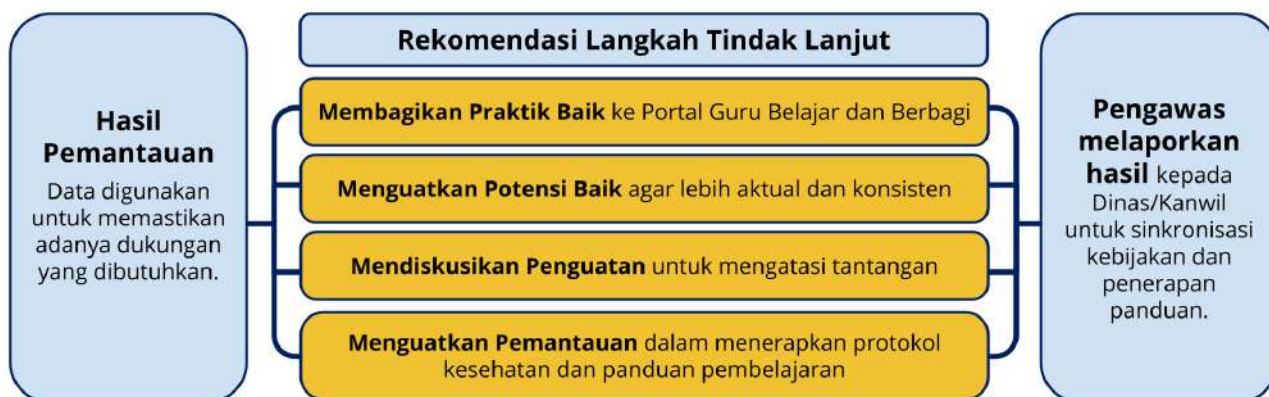 Hasil
Pemantauan
Data digunakan
untuk memastikan
adanya dukungan
yang dibutuhkan.
Rekomendasi Langkah Tindak Lanjut
Membagikan Praktik Baik ke Portal Guru Belajar dan Berbagi
Menguatkan Potensi Baik agar lebih aktual dan konsisten
Mendiskusikan Penguatan untuk mengatasi tantangan
Menguatkan Pemantauan dalam menerapkan protokol
kesehatan dan panduan pembelajaran
Pengawas
melaporkan
hasil kepada
Dinas/Kanwil
untuk sinkronisasi
kebijakan dan
penerapan
panduan.